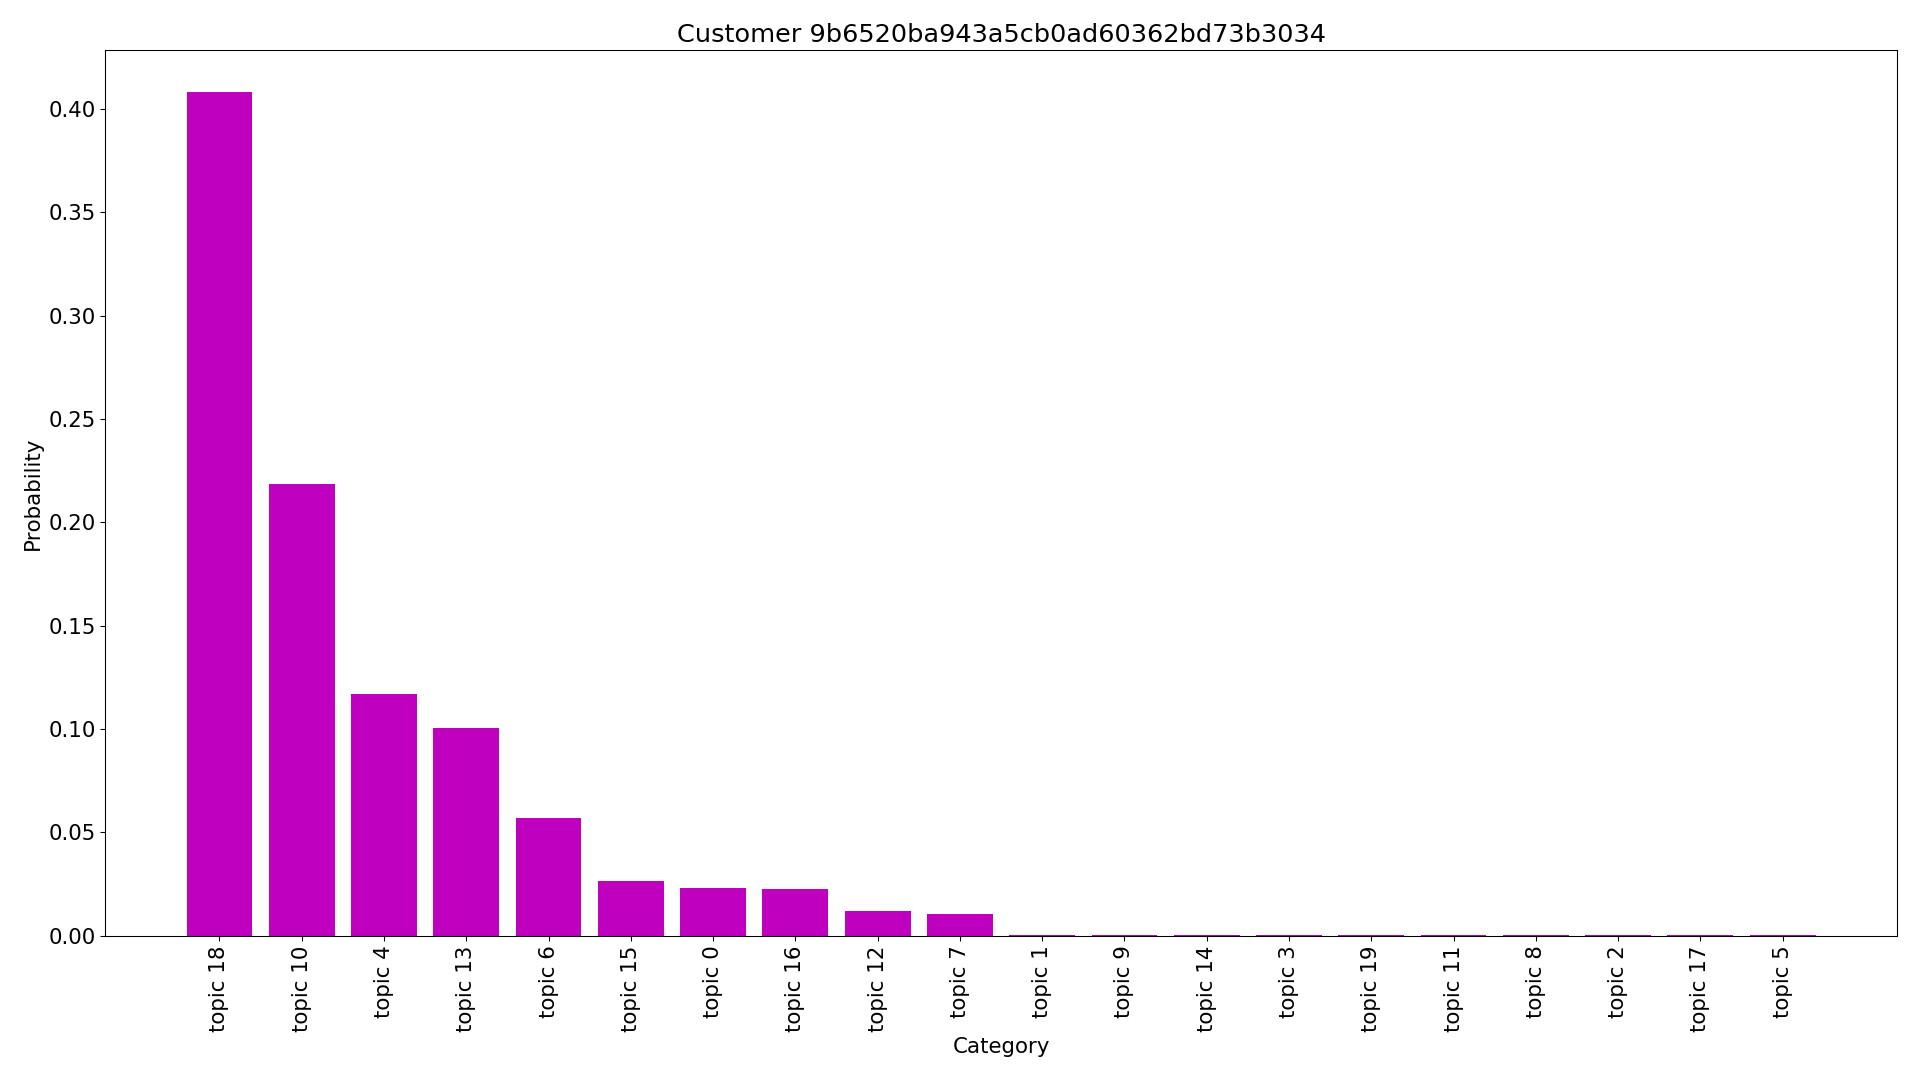 Customer 9b6520ba943a5cb0ad60362bd73b3034
0.40
0.35
0.30
0.25
0.20
0.15
0.10
0.05
0.00
Probability
topic 18
topic 10
topic 4
topic 13
topic 6
topic 15
topic 0
topic 16
topic 12
topic 7
topic 1
topic 9
topic 14
topic 3
topic 19
topic 11
topic 8
topic 2
topic 17
topic 5
Category